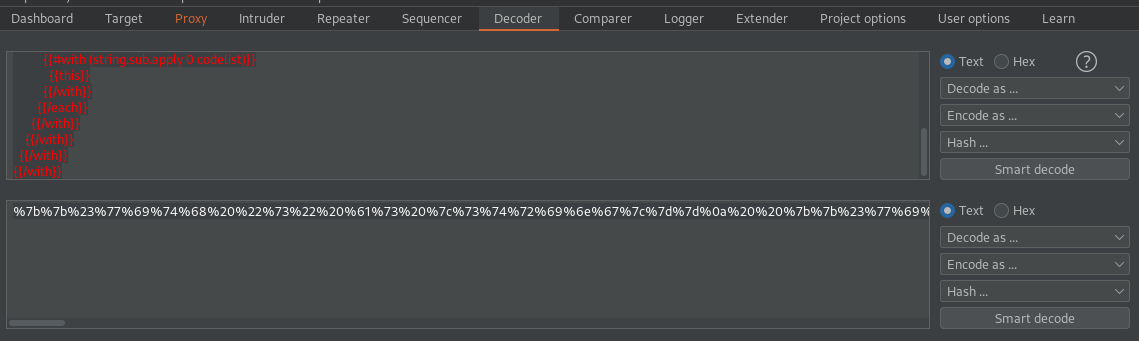 Dashboard Target Proxy Intruder Repeater Sequencer Decoder Comparer Logger Extender Project options User options Learn
{{#with (string.sub.apply 0 codelist)}}
{{this}}
{{/with}}
{{/each}}
{{/with}}
{{/with}}
{{/with}}
{{/with}}
Text Hex ?
Decode as ...
Encode as ...
Hash ...
Smart decode
%7b%7b%23%77%69%74%68%20%22%73%22%20%61%73%20%7c%73%74%72%69%6e%67%7c%7d%7d%0a%20%20%7b%7b%23%77%69%
Text Hex
Decode as ...
Encode as ...
Hash ...
Smart decode